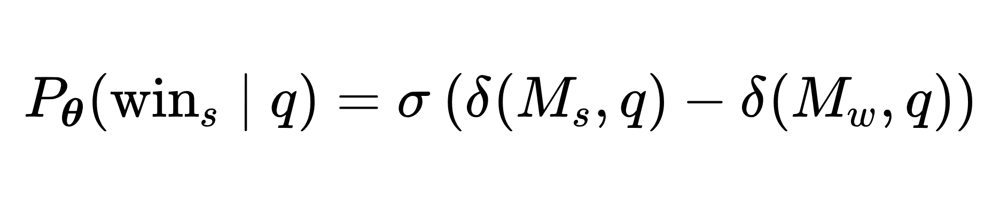 P_𝜽(win_s | q) = σ (δ(M_s, q) − δ(M_w, q))